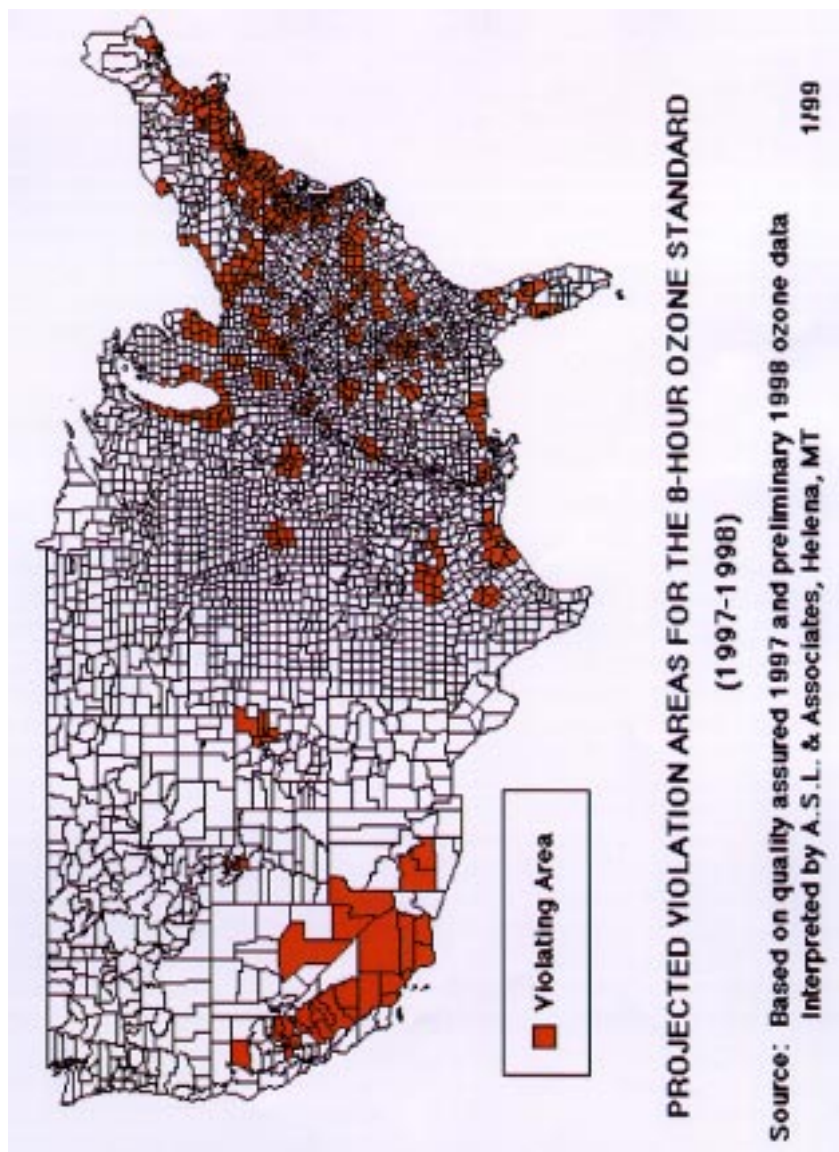 Violating Area
PROJECTED VIOLATION AREAS FOR THE 8-HOUR OZONE STANDARD
(1997-1998)
Source: Based on quality assured 1997 and preliminary 1998 ozone data
Interpreted by A.S.L. & Associates, Helena, MT 1/99